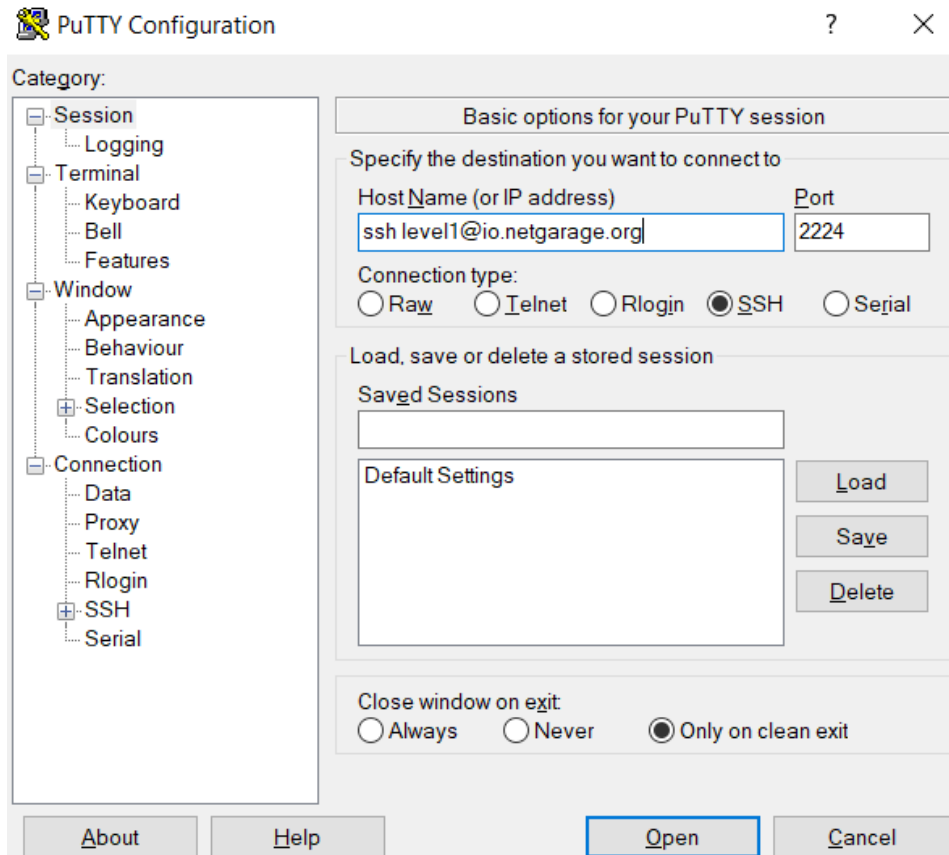 PuTTY Configuration
?
Category:
Session
Logging
Terminal
Keyboard
Bell
Features
Window
Appearance
Behaviour
Translation
Selection
Colours
Connection
Data
Proxy
Telnet
Rlogin
SSH
Serial
Basic options for your PuTTY session
Specify the destination you want to connect to
Host Name (or IP address) Port
ssh level1@io.netgarage.org 2224
Connection type:
Raw Telnet Rlogin SSH Serial
Load, save or delete a stored session
Saved Sessions
Default Settings
Load
Save
Delete
Close window on exit:
Always Never Only on clean exit
About Help Open Cancel